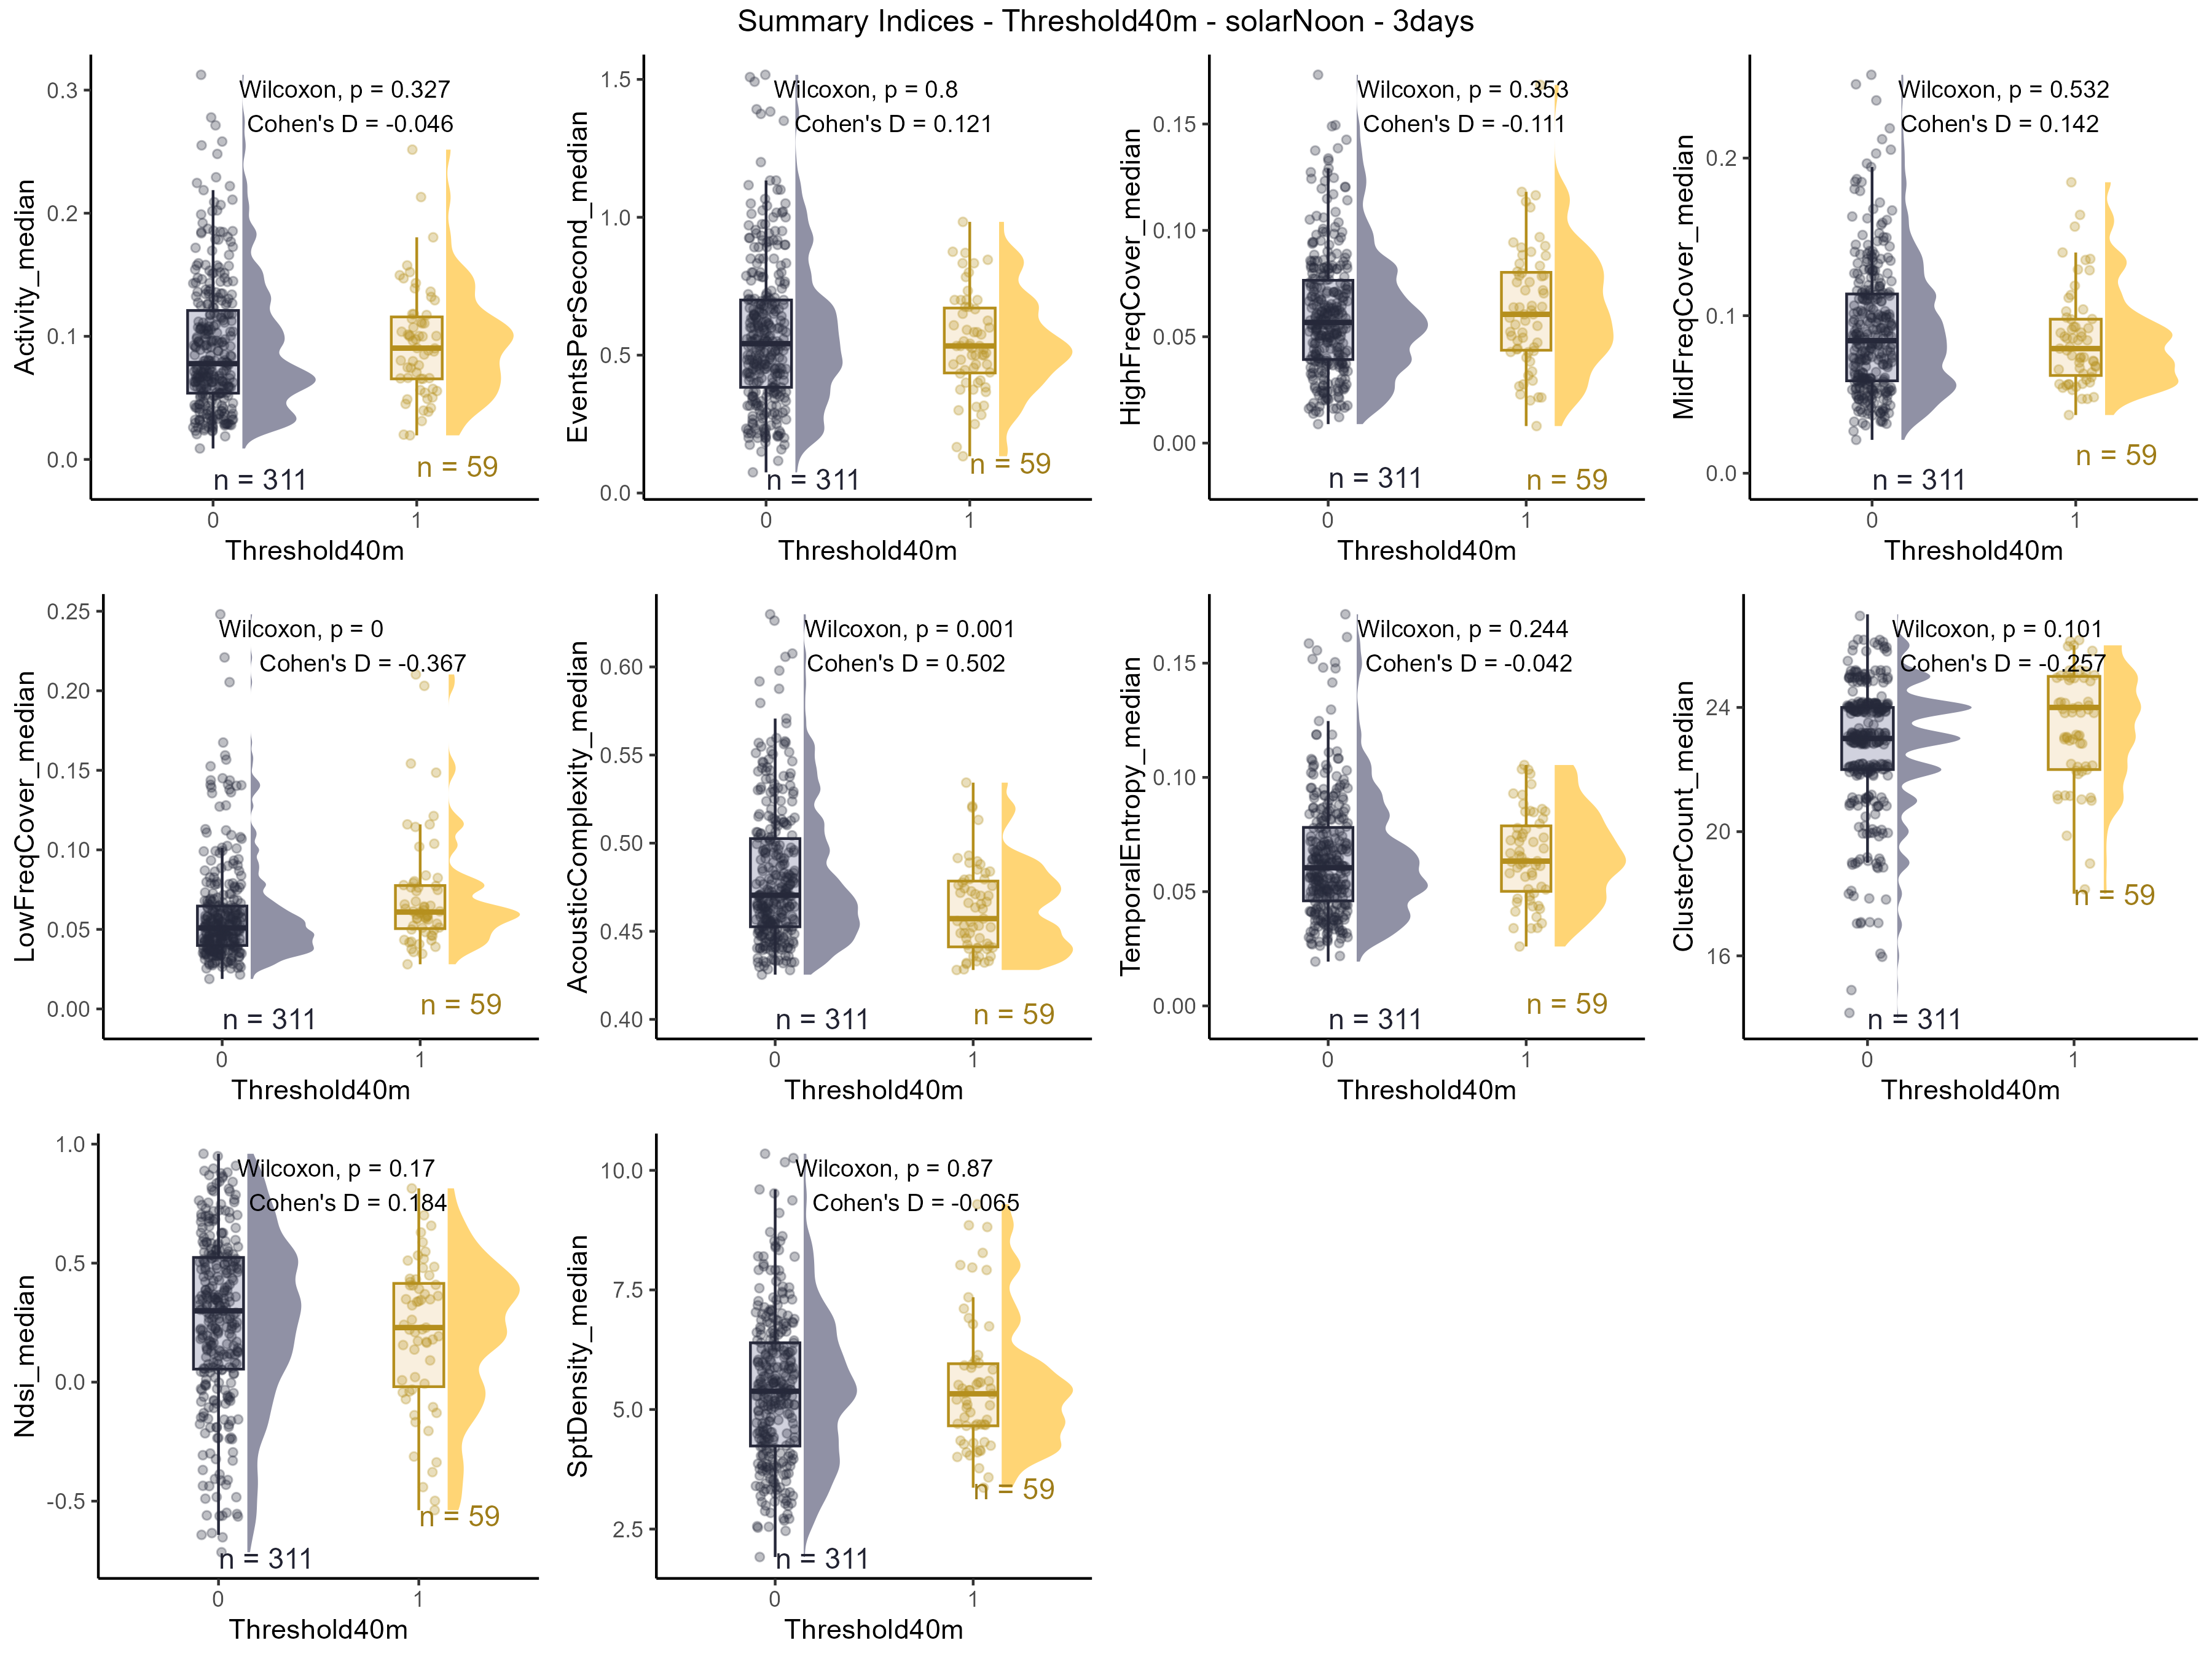 Summary Indices - Threshold40m - solarNoon - 3days
Activity_median
0.3
0.2
0.1
0.0
Wilcoxon, p = 0.327
Cohen's D = -0.046
n = 311
n = 59
0
1
Threshold40m
EventsPerSecond_median
1.5
1.0
0.5
0.0
Wilcoxon, p = 0.8
Cohen's D = 0.121
n = 311
n = 59
0
1
Threshold40m
HighFreqCover_median
0.15
0.10
0.05
0.00
Wilcoxon, p = 0.353
Cohen's D = -0.111
n = 311
n = 59
0
1
Threshold40m
MidFreqCover_median
0.2
0.1
0.0
Wilcoxon, p = 0.532
Cohen's D = 0.142
n = 311
n = 59
0
1
Threshold40m
LowFreqCover_median
0.25
0.20
0.15
0.10
0.05
0.00
Wilcoxon, p = 0
Cohen's D = -0.367
n = 311
n = 59
0
1
Threshold40m
AcousticComplexity_median
0.60
0.55
0.50
0.45
0.40
Wilcoxon, p = 0.001
Cohen's D = 0.502
n = 311
n = 59
0
1
Threshold40m
TemporalEntropy_median
0.15
0.10
0.05
0.00
Wilcoxon, p = 0.244
Cohen's D = -0.042
n = 311
n = 59
0
1
Threshold40m
ClusterCount_median
24
20
16
Wilcoxon, p = 0.101
Cohen's D = -0.257
n = 311
n = 59
0
1
Threshold40m
Ndsi_median
1.0
0.5
0.0
-0.5
Wilcoxon, p = 0.17
Cohen's D = 0.184
n = 311
n = 59
0
1
Threshold40m
SptDensity_median
10.0
7.5
5.0
2.5
Wilcoxon, p = 0.87
Cohen's D = -0.065
n = 311
n = 59
0
1
Threshold40m